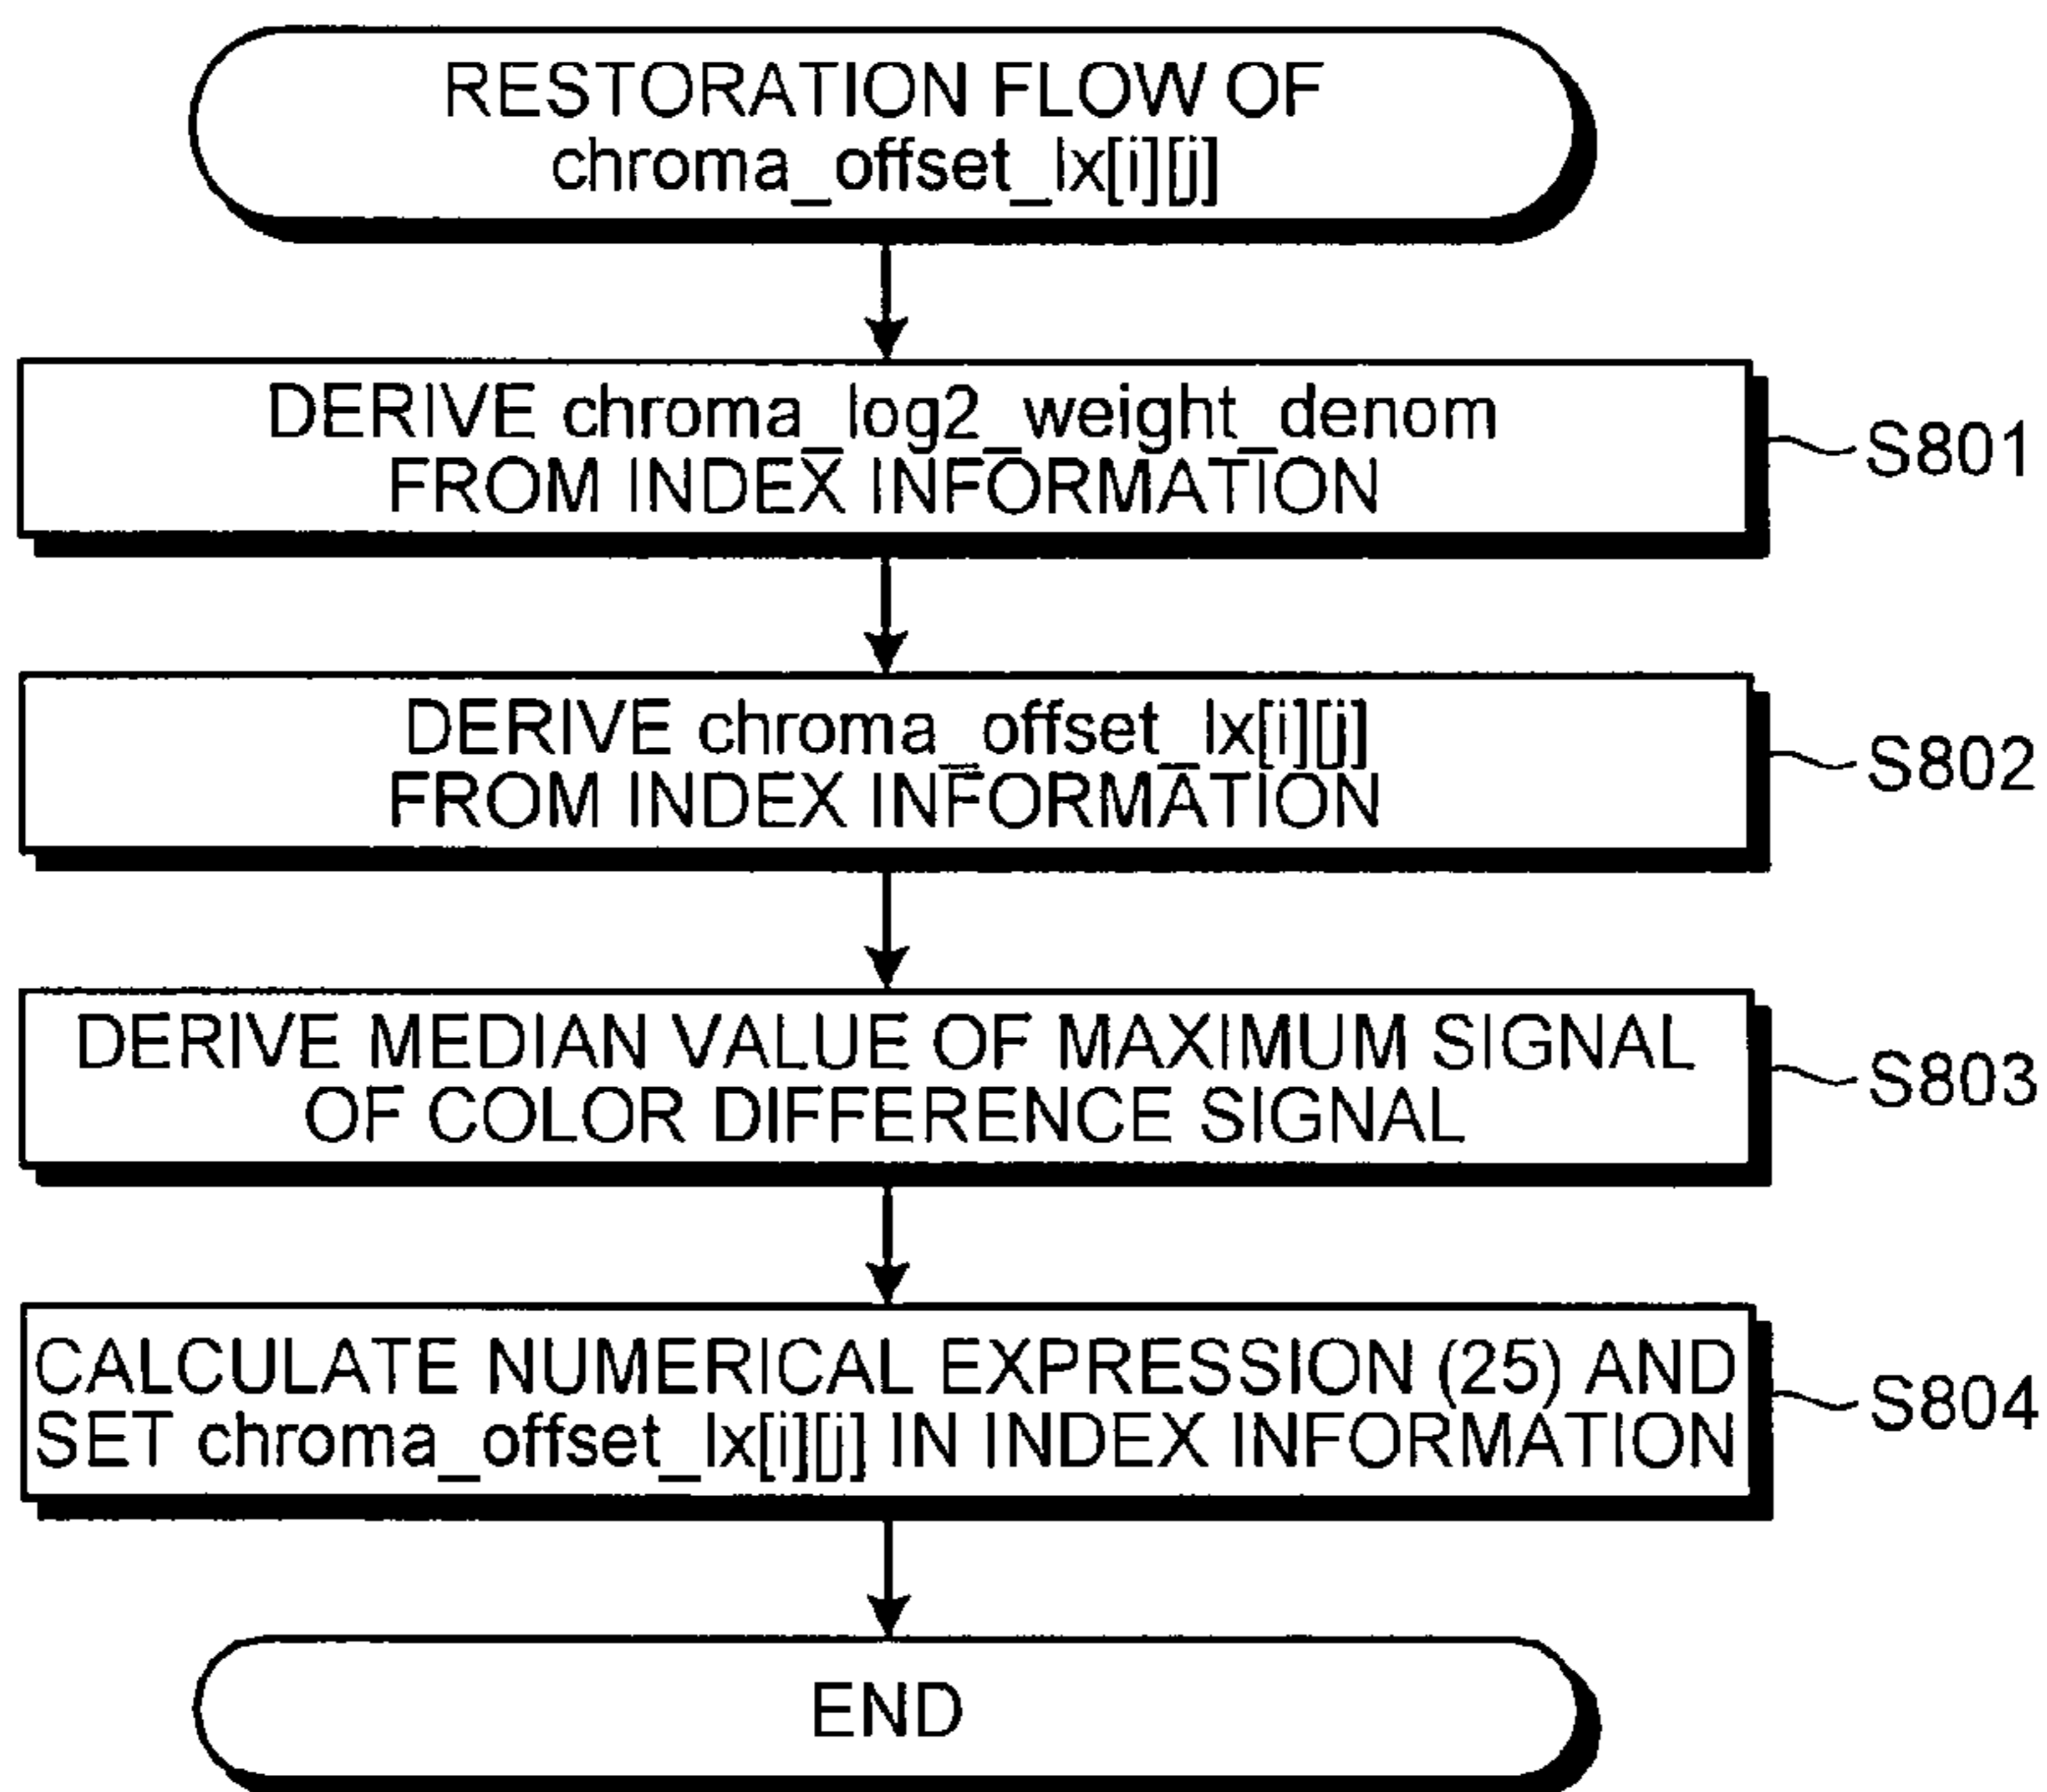 RESTORATION FLOW OF
chroma_offset_lx[i][j]
DERIVE chroma_log2_weight_denom
FROM INDEX INFORMATION
S801
DERIVE chroma_offset_lx[i][j]
FROM INDEX INFORMATION
S802
DERIVE MEDIAN VALUE OF MAXIMUM SIGNAL
OF COLOR DIFFERENCE SIGNAL
S803
CALCULATE NUMERICAL EXPRESSION (25) AND
SET chroma_offset_lx[i][j] IN INDEX INFORMATION
S804
END